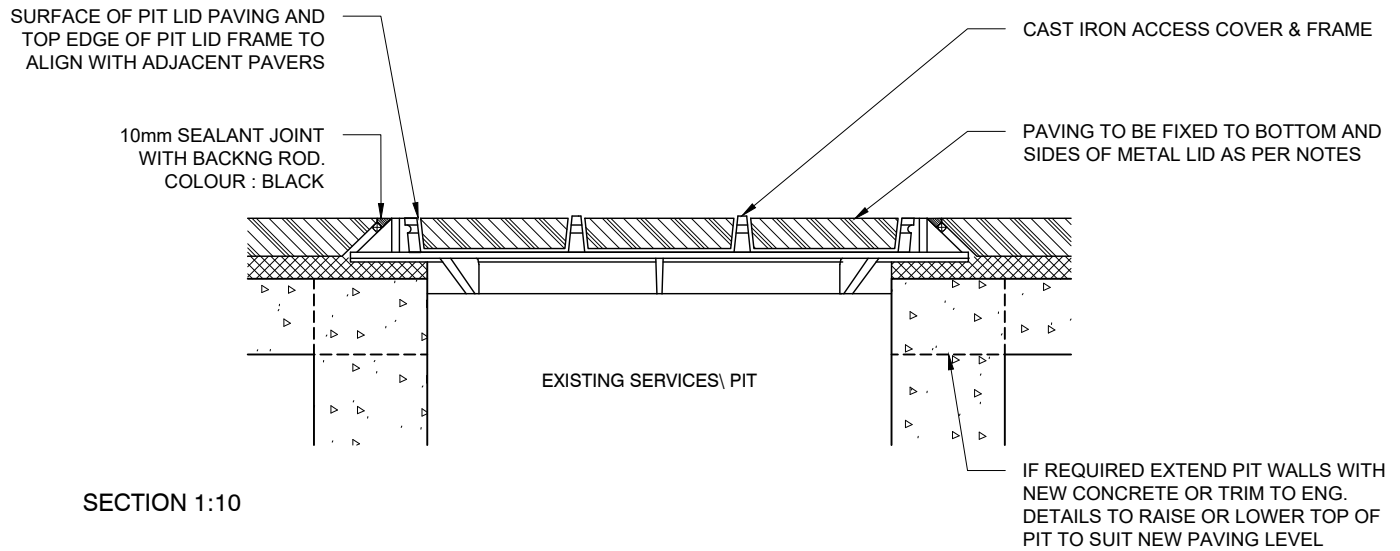 SURFACE OF PIT LID PAVING AND
TOP EDGE OF PIT LID FRAME TO
ALIGN WITH ADJACENT PAVERS
10mm SEALANT JOINT
WITH BACKNG ROD.
COLOUR : BLACK
CAST IRON ACCESS COVER & FRAME
PAVING TO BE FIXED TO BOTTOM AND
SIDES OF METAL LID AS PER NOTES
EXISTING SERVICES\ PIT
IF REQUIRED EXTEND PIT WALLS WITH
NEW CONCRETE OR TRIM TO ENG.
DETAILS TO RAISE OR LOWER TOP OF
PIT TO SUIT NEW PAVING LEVEL
SECTION 1:10